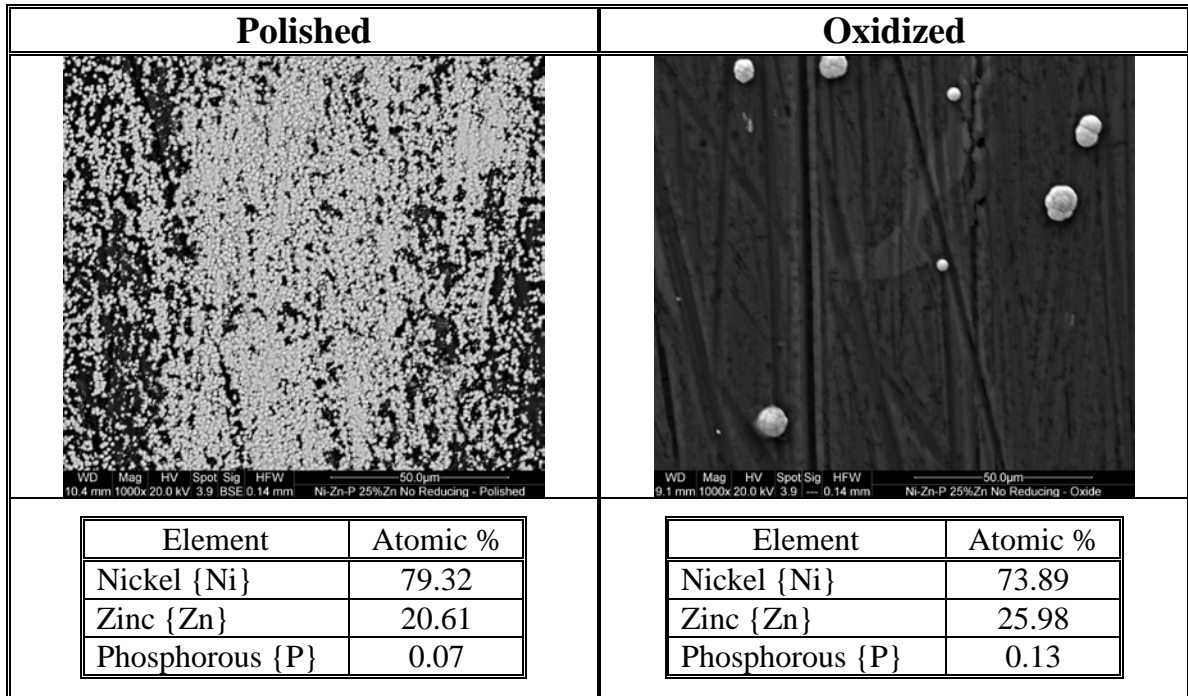 Polished
Oxidized
WD Mag HV Spot Sig HFW 50.0μm
10.4 mm 1000x 20.0 kV 3.9 BSE 0.14 mm Ni-Zn-P 25%Zn No Reducing - Polished
WD Mag HV Spot Sig HFW 50.0μm
9.1 mm 1000x 20.0 kV 3.9 --- 0.14 mm Ni-Zn-P 25%Zn No Reducing - Oxide
Element Atomic %
Nickel {Ni} 79.32
Zinc {Zn} 20.61
Phosphorous {P} 0.07
Element Atomic %
Nickel {Ni} 73.89
Zinc {Zn} 25.98
Phosphorous {P} 0.13